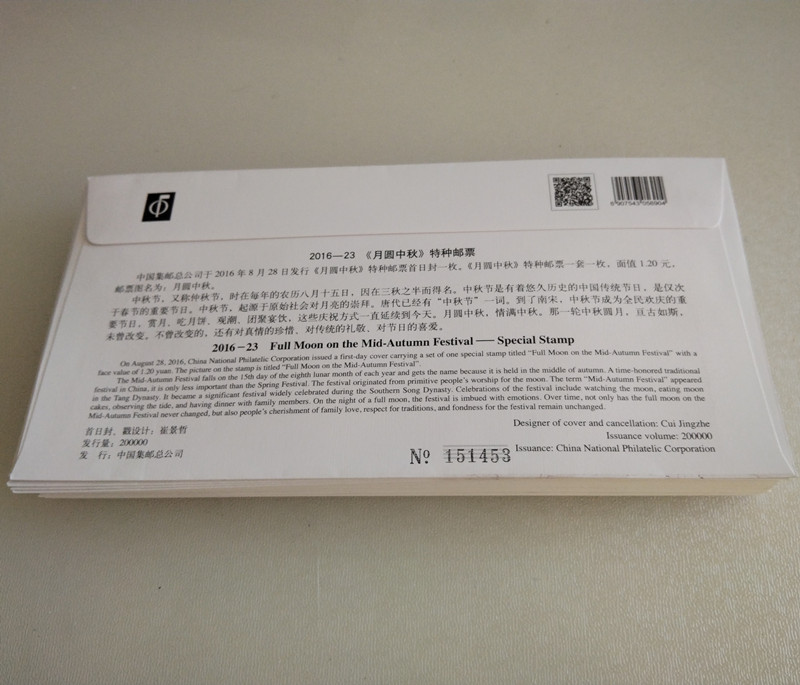 6907543056904
2016—23 《月圆中秋》特种邮票
中国集邮总公司于2016年8月28日发行《月圆中秋》特种邮票首日封一枚。《月圆中秋》特种邮票一套一枚，面值1.20元。
邮票图名为：月圆中秋。
中秋节，又称仲秋节，时在每年的农历八月十五日，因在三秋之半而得名。中秋节是有着悠久历史的中国传统节日，是仅次
于春节的重要节日。中秋节，起源于原始社会对月亮的崇拜。唐代已经有“中秋节”一词。到了南宋，中秋节成为全民欢庆的重
要节日。赏月、吃月饼、观潮、团聚宴饮，这些庆祝方式一直延续到今天。月圆中秋，情满中秋。那一轮中秋圆月，亘古如斯，
未曾改变。不曾改变的，还有对真情的珍惜、对传统的礼敬、对节日的喜爱。
2016－23 Full Moon on the Mid-Autumn Festival — Special Stamp
On August 28, 2016, China National Philatelic Corporation issued a first-day cover carrying a set of one special stamp titled “Full Moon on the Mid-Autumn Festival” with a
face value of 1.20 yuan. The picture on the stamp is titled “Full Moon on the Mid-Autumn Festival”.
The Mid-Autumn Festival falls on the 15th day of the eighth lunar month of each year and gets the name because it is held in the middle of autumn. A time-honored traditional
festival in China, it is only less important than the Spring Festival. The festival originated from primitive people's worship for the moon. The term “Mid-Autumn Festival” appeared
in the Tang Dynasty. It became a significant festival widely celebrated during the Southern Song Dynasty. Celebrations of the festival include watching the moon, eating moon
cakes, observing the tide, and having dinner with family members. On the night of a full moon, the festival is imbued with emotions. Over time, not only has the full moon on the
Mid-Autumn Festival never changed, but also people's cherishment of family love, respect for traditions, and fondness for the festival remain unchanged.
首日封、戳设计：崔景哲
发行量：200000
发 行：中国集邮总公司
Designer of cover and cancellation: Cui Jingzhe
Issuance volume: 200000
Issuance: China National Philatelic Corporation
№ 151453